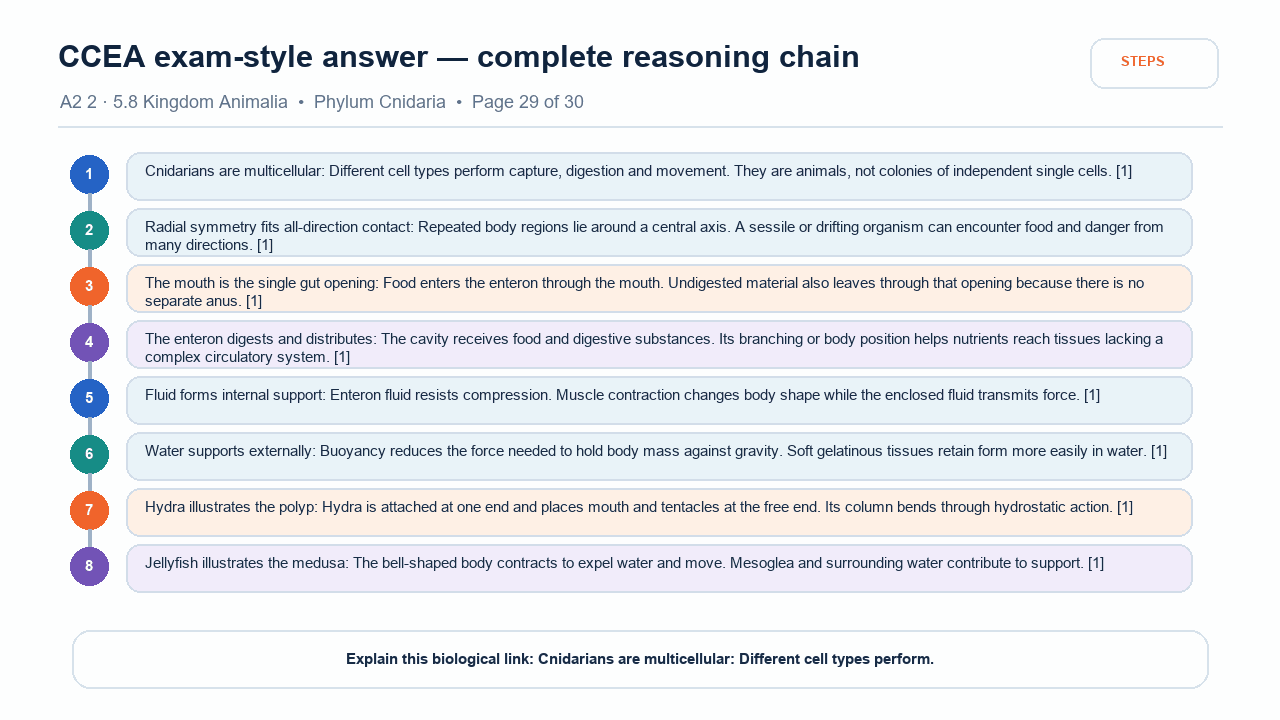 CCEA exam-style answer — complete reasoning chain
STEPS
A2 2 · 5.8 Kingdom Animalia • Phylum Cnidaria • Page 29 of 30
1
Cnidarians are multicellular: Different cell types perform capture, digestion and movement. They are animals, not colonies of independent single cells. [1]
2
Radial symmetry fits all-direction contact: Repeated body regions lie around a central axis. A sessile or drifting organism can encounter food and danger from
many directions. [1]
3
The mouth is the single gut opening: Food enters the enteron through the mouth. Undigested material also leaves through that opening because there is no
separate anus. [1]
4
The enteron digests and distributes: The cavity receives food and digestive substances. Its branching or body position helps nutrients reach tissues lacking a
complex circulatory system. [1]
5
Fluid forms internal support: Enteron fluid resists compression. Muscle contraction changes body shape while the enclosed fluid transmits force. [1]
6
Water supports externally: Buoyancy reduces the force needed to hold body mass against gravity. Soft gelatinous tissues retain form more easily in water. [1]
7
Hydra illustrates the polyp: Hydra is attached at one end and places mouth and tentacles at the free end. Its column bends through hydrostatic action. [1]
8
Jellyfish illustrates the medusa: The bell-shaped body contracts to expel water and move. Mesoglea and surrounding water contribute to support. [1]
Explain this biological link: Cnidarians are multicellular: Different cell types perform.